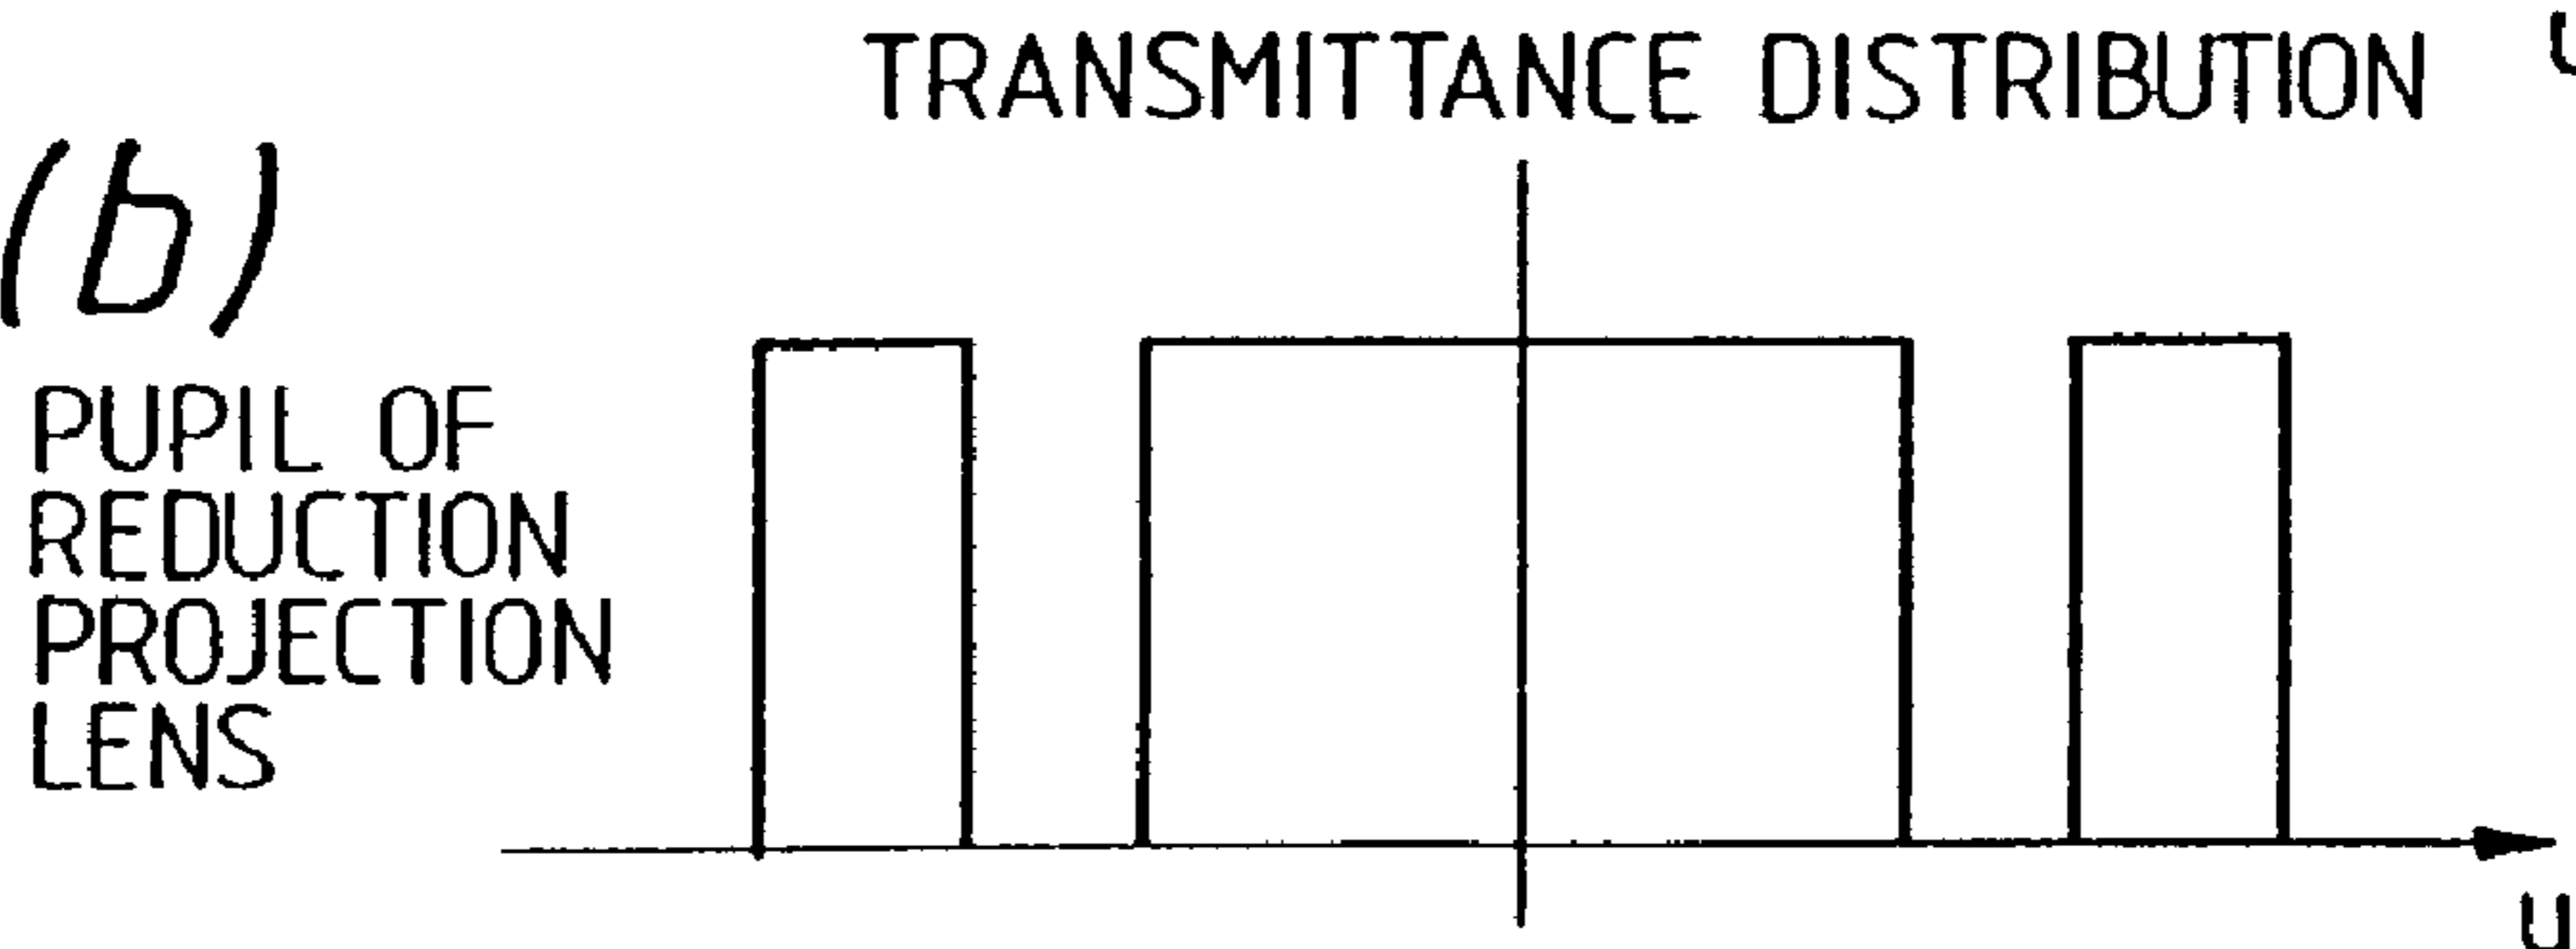 TRANSMITTANCE DISTRIBUTION
(b)
PUPIL OF
REDUCTION
PROJECTION
LENS
u